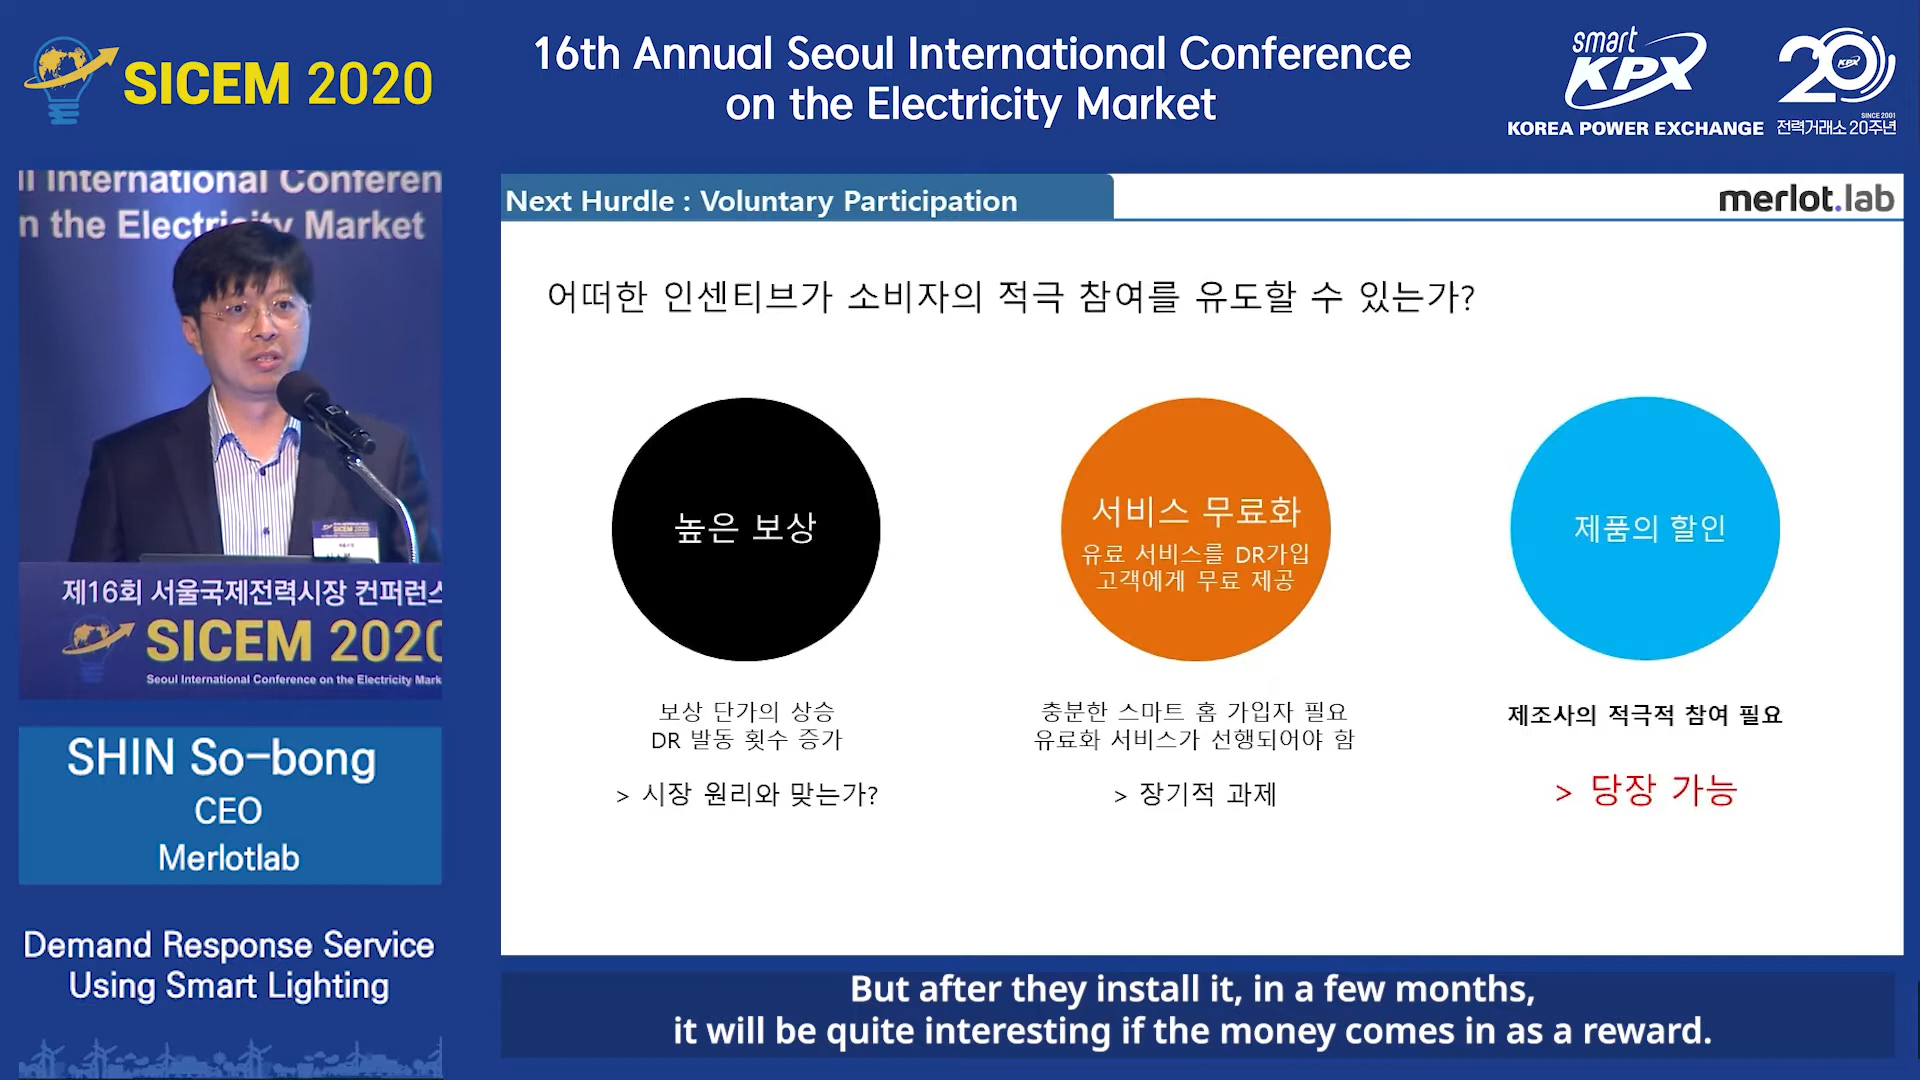 SICEM 2020
16th Annual Seoul International Conference
on the Electricity Market
smart
KPX
KOREA POWER EXCHANGE
20
KPX
SINCE 2001
전력거래소 20주년
l International Conferen
n the Electricity Market
SICEM 2020
제16회 서울국제전력시장 컨퍼런스
SICEM 2020
Seoul International Conference on the Electricity Mark
SHIN So-bong
CEO
Merlotlab
Demand Response Service
Using Smart Lighting
Next Hurdle : Voluntary Participation
merlot.lab
어떠한 인센티브가 소비자의 적극 참여를 유도할 수 있는가?
높은 보상
보상 단가의 상승
DR 발동 횟수 증가
> 시장 원리와 맞는가?
서비스 무료화
유료 서비스를 DR가입
고객에게 무료 제공
충분한 스마트 홈 가입자 필요
유료화 서비스가 선행되어야 함
> 장기적 과제
제품의 할인
제조사의 적극적 참여 필요
> 당장 가능
But after they install it, in a few months,
it will be quite interesting if the money comes in as a reward.